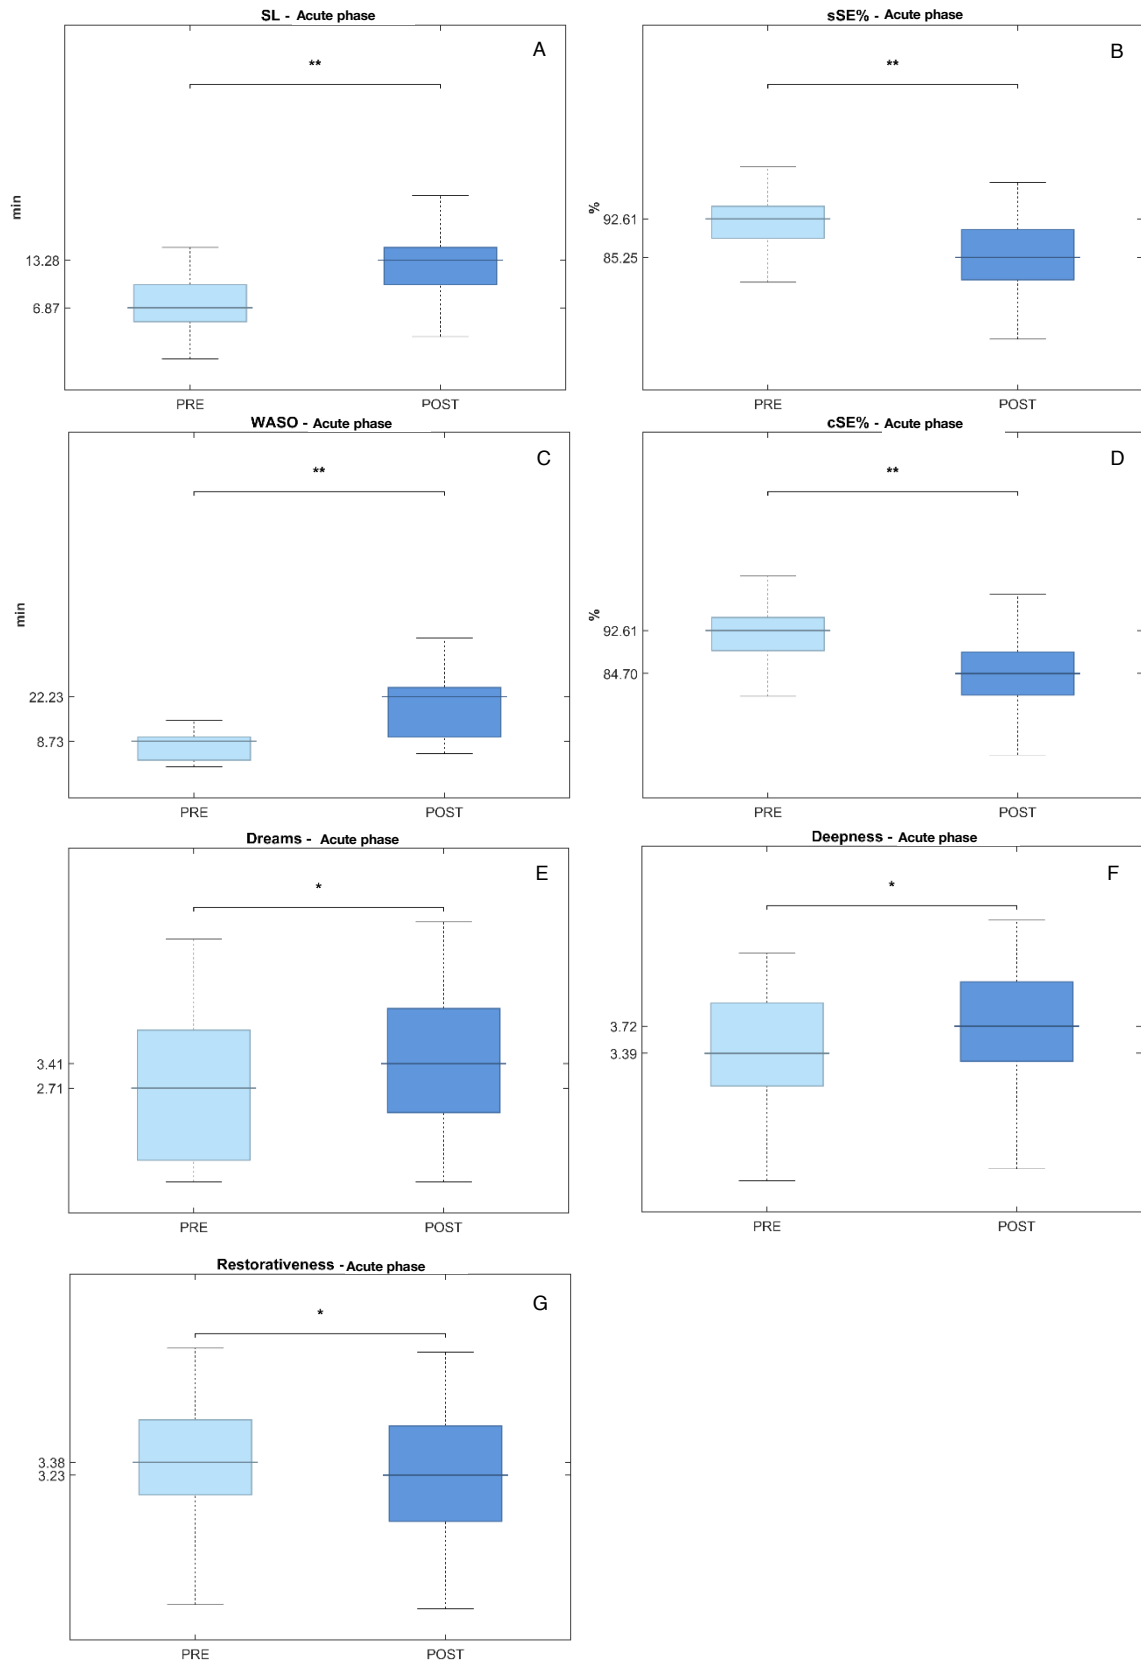 SL - Acute phase
A
**
min
13.28
6.87
PRE POST
sSE% - Acute phase
B
**
%
92.61
85.25
PRE POST
WASO - Acute phase
C
**
min
22.23
8.73
PRE POST
cSE% - Acute phase
D
**
%
92.61
84.70
PRE POST
Dreams - Acute phase
E
*
3.41
2.71
PRE POST
Deepness - Acute phase
F
*
3.72
3.39
PRE POST
Restorativeness - Acute phase
G
*
3.38
3.23
PRE POST